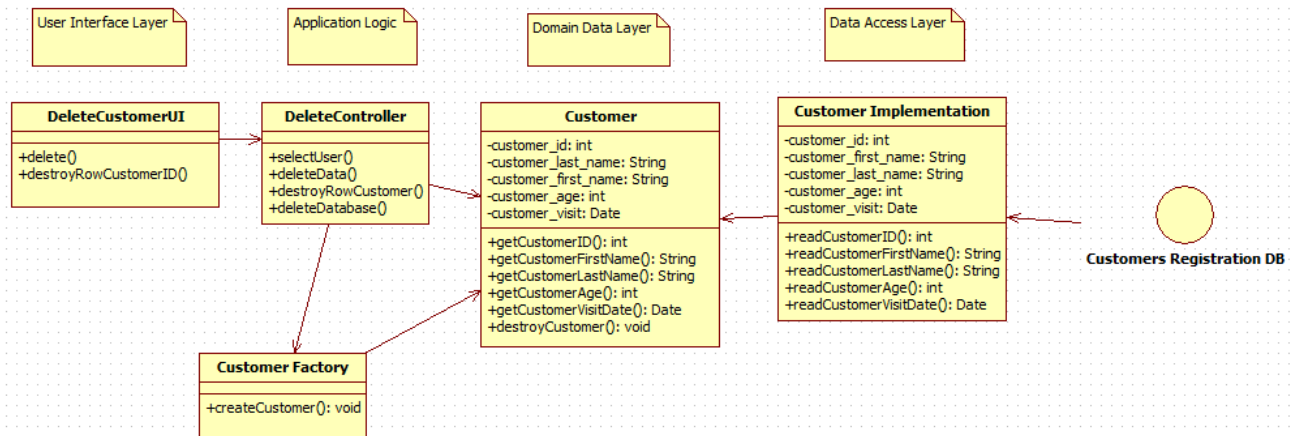 User Interface Layer
Application Logic
Domain Data Layer
Data Access Layer
DeleteCustomerUI
+delete()
+destroyRowCustomerID()
DeleteController
+selectUser()
+deleteData()
+destroyRowCustomer()
+deleteDatabase()
Customer
-customer_id: int
-customer_last_name: String
-customer_first_name: String
-customer_age: int
-customer_visit: Date
+getCustomerID(): int
+getCustomerFirstName(): String
+getCustomerLastName(): String
+getCustomerAge(): int
+getCustomerVisitDate(): Date
+destroyCustomer(): void
Customer Implementation
-customer_id: int
-customer_first_name: String
-customer_last_name: String
-customer_age: int
-customer_visit: Date
+readCustomerID(): int
+readCustomerFirstName(): String
+readCustomerLastName(): String
+readCustomerAge(): int
+readCustomerVisitDate(): Date
Customers Registration DB
Customer Factory
+createCustomer(): void